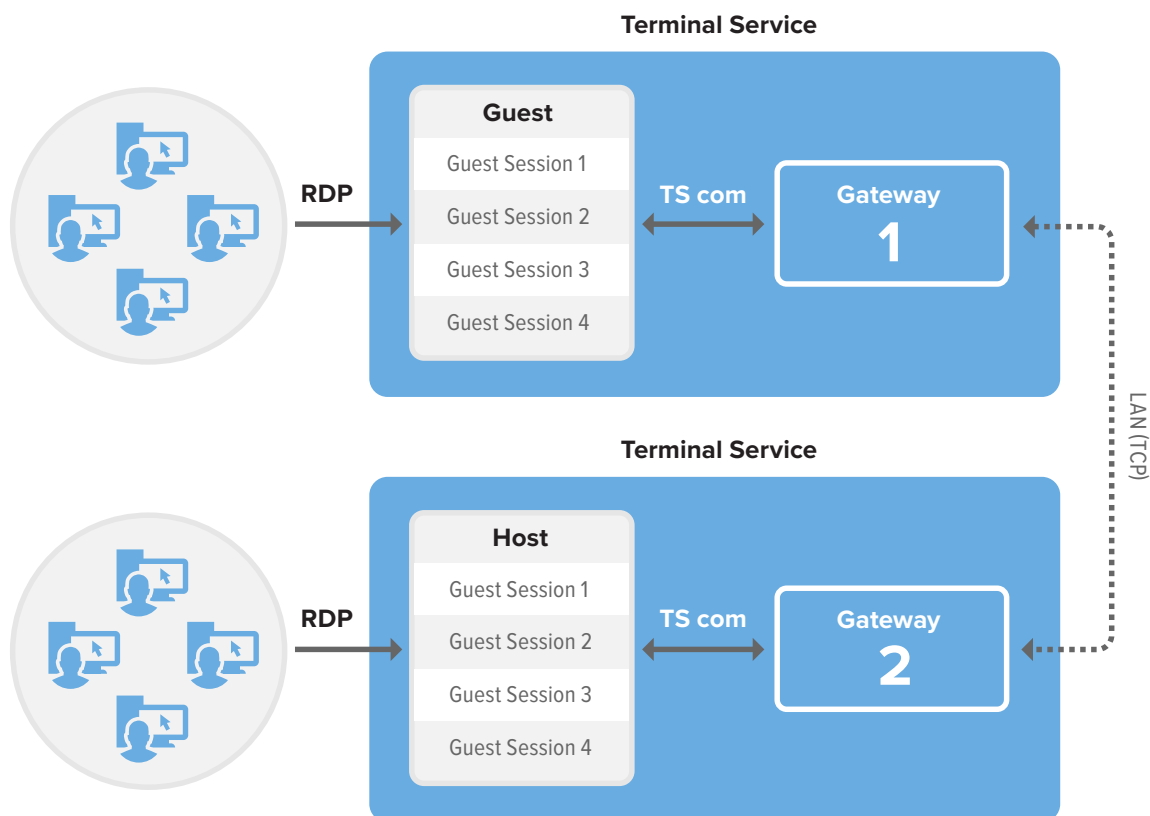 Terminal Service
Guest
Guest Session 1
Guest Session 2
Guest Session 3
Guest Session 4
RDP
TS com
Gateway
1
LAN (TCP)
Terminal Service
Host
Guest Session 1
Guest Session 2
Guest Session 3
Guest Session 4
RDP
TS com
Gateway
2